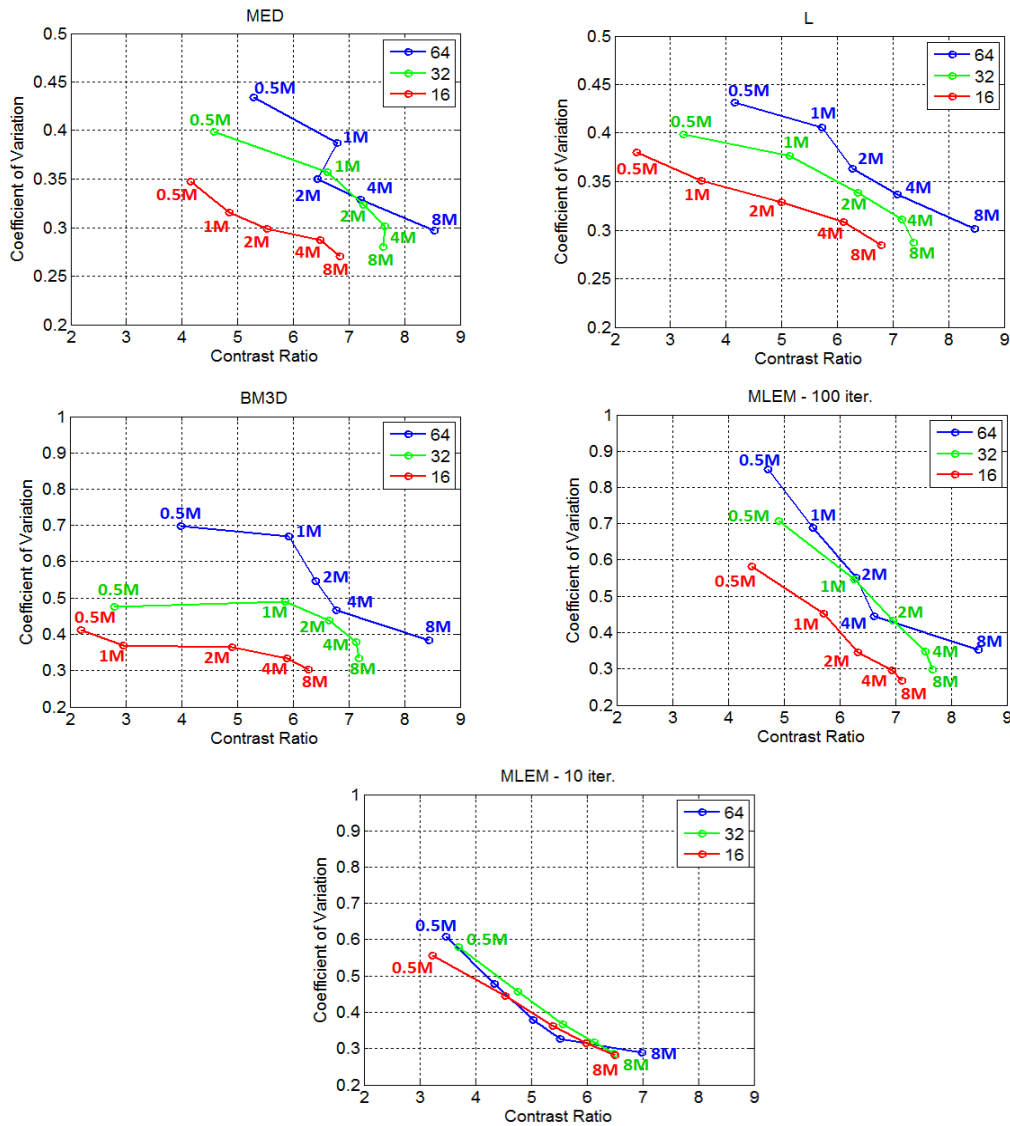 MED
0.5
0.45
0.4
0.35
0.3
0.25
0.2
Coefficient of Variation
64
32
16
0.5M
1M
2M
4M
8M
0.5M
1M
2M
4M
8M
0.5M
1M
2M
4M
8M
2 3 4 5 6 7 8 9
Contrast Ratio
L
0.5
0.45
0.4
0.35
0.3
0.25
0.2
Coefficient of Variation
64
32
16
0.5M
1M
2M
4M
8M
0.5M
1M
2M
4M
8M
0.5M
1M
2M
4M
8M
2 3 4 5 6 7 8 9
Contrast Ratio
BM3D
1
0.9
0.8
0.7
0.6
0.5
0.4
0.3
0.2
Coefficient of Variation
64
32
16
0.5M
1M
2M
4M
8M
0.5M
1M
2M
4M
8M
0.5M
1M
2M
4M
8M
2 3 4 5 6 7 8 9
Contrast Ratio
MLEM - 100 iter.
1
0.9
0.8
0.7
0.6
0.5
0.4
0.3
0.2
Coefficient of Variation
64
32
16
0.5M
1M
2M
4M
8M
0.5M
1M
2M
4M
8M
0.5M
1M
2M
4M
8M
2 3 4 5 6 7 8 9
Contrast Ratio
MLEM - 10 iter.
1
0.9
0.8
0.7
0.6
0.5
0.4
0.3
0.2
Coefficient of Variation
64
32
16
0.5M
0.5M
0.5M
8M
8M
8M
2 3 4 5 6 7 8 9
Contrast Ratio